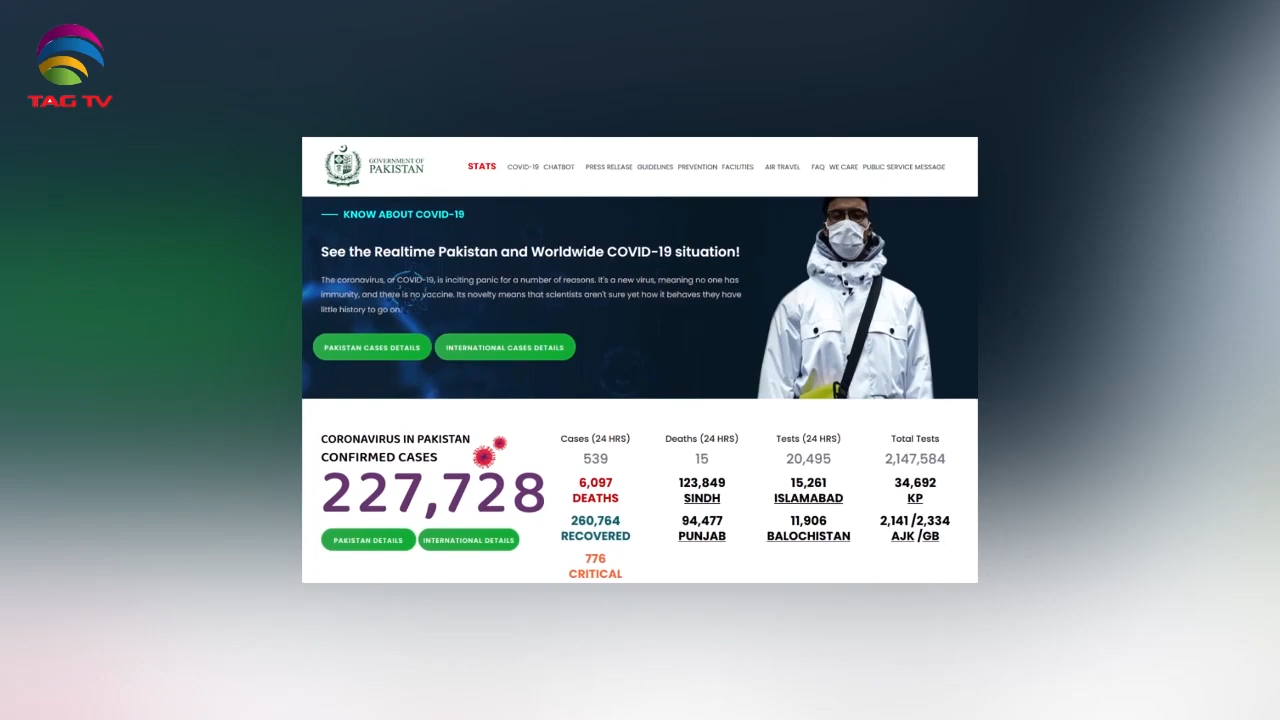 TAG TV
GOVERNMENT OF
PAKISTAN
STATS COVID-19 CHATBOT PRESS RELEASE GUIDELINES PREVENTION FACILITIES AIR TRAVEL FAQ WE CARE PUBLIC SERVICE MESSAGE
KNOW ABOUT COVID-19
See the Realtime Pakistan and Worldwide COVID-19 situation!
The coronavirus, or COVID-19, is inciting panic for a number of reasons. It's a new virus, meaning no one has
immunity, and there is no vaccine. Its novelty means that scientists aren't sure yet how it behaves they have
little history to go on.
PAKISTAN CASES DETAILS INTERNATIONAL CASES DETAILS
CORONAVIRUS IN PAKISTAN
CONFIRMED CASES
227,728
PAKISTAN DETAILS INTERNATIONAL DETAILS
Cases (24 HRS) Deaths (24 HRS) Tests (24 HRS) Total Tests
539 15 20,495 2,147,584
6,097 123,849 15,261 34,692
DEATHS SINDH ISLAMABAD KP
260,764 94,477 11,906 2,141 /2,334
RECOVERED PUNJAB BALOCHISTAN AJK /GB
776
CRITICAL